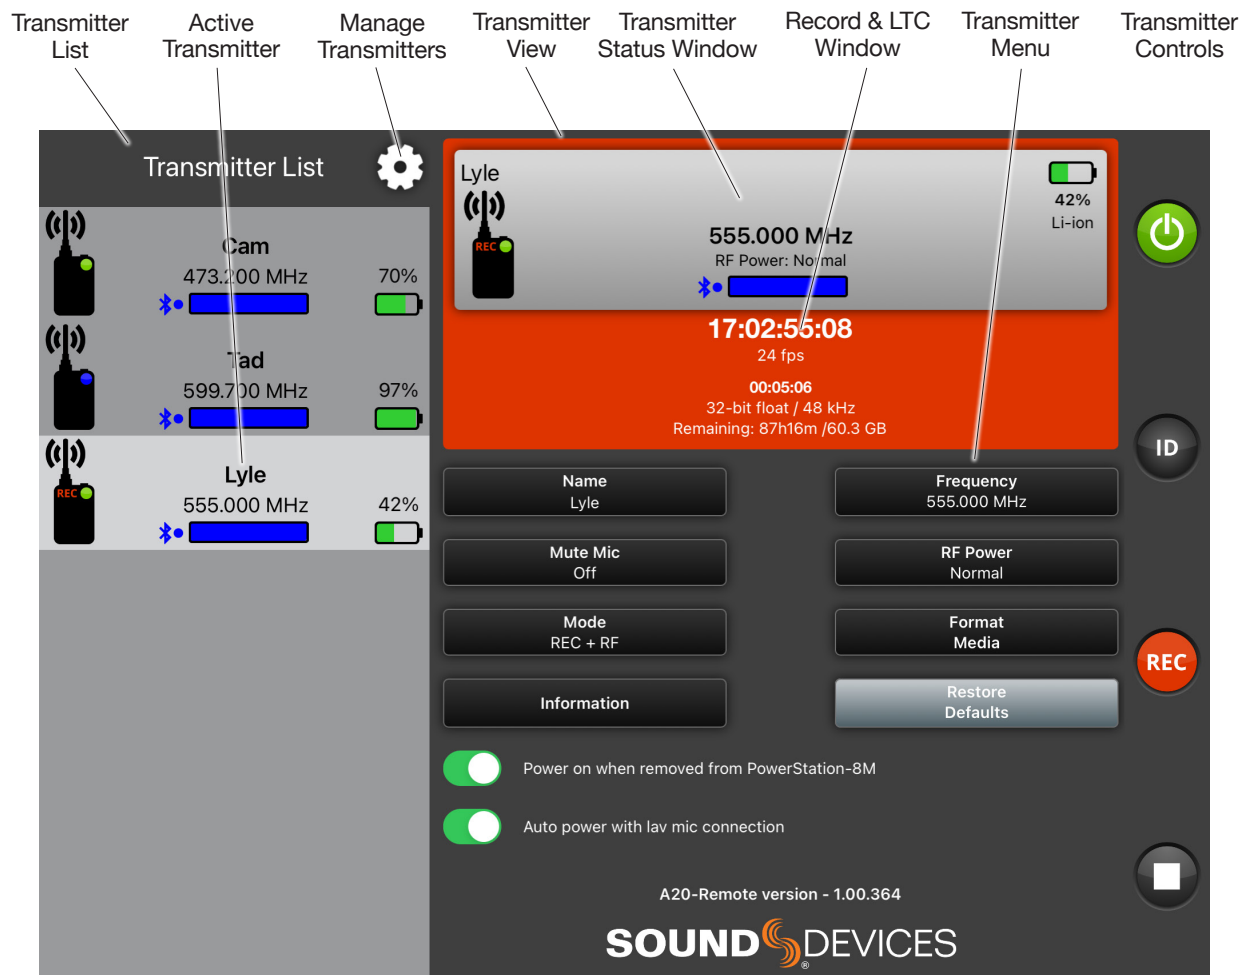 Transmitter List
Active Transmitter
Manage Transmitters
Transmitter View
Transmitter Status Window
Record & LTC Window
Transmitter Menu
Transmitter Controls
Transmitter List
Cam
473.200 MHz
70%
Tad
599.700 MHz
97%
REC
Lyle
555.000 MHz
42%
Lyle
REC
42%
Li-ion
555.000 MHz
RF Power: Normal
17:02:55:08
24 fps
00:05:06
32-bit float / 48 kHz
Remaining: 87h16m /60.3 GB
Name
Lyle
Frequency
555.000 MHz
Mute Mic
Off
RF Power
Normal
Mode
REC + RF
Format
Media
Information
Restore
Defaults
Power on when removed from PowerStation-8M
Auto power with lav mic connection
A20-Remote version - 1.00.364
SOUND DEVICES
®
ID
REC